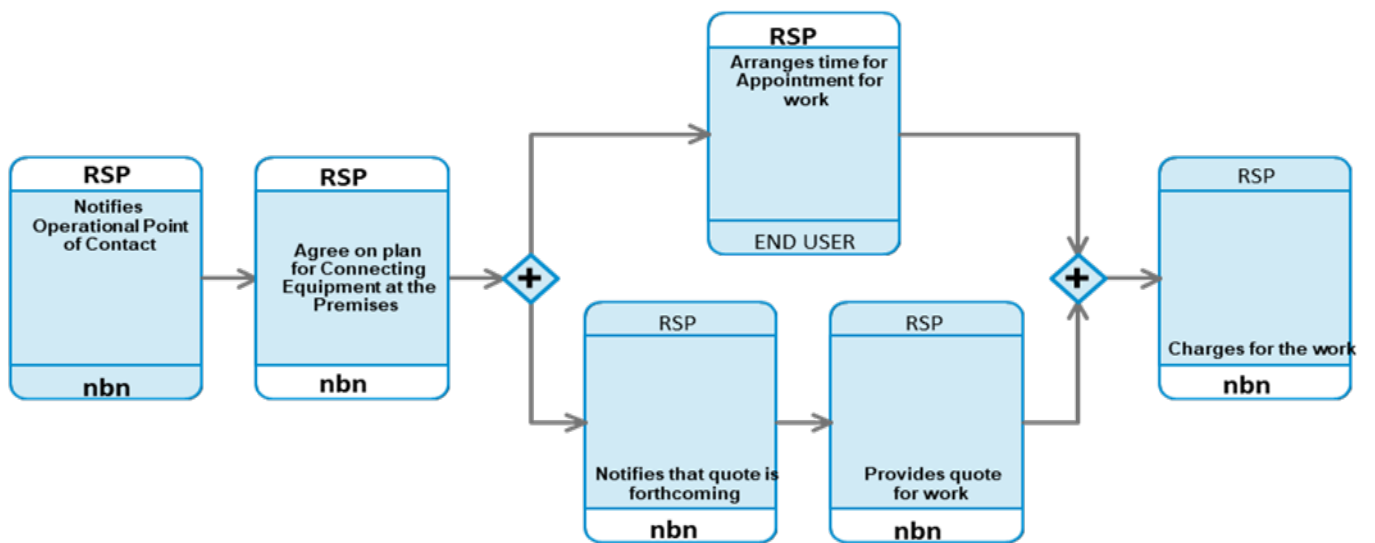 RSP
Notifies
Operational Point
of Contact
nbn
RSP
Agree on plan
for Connecting
Equipment at the
Premises
nbn
RSP
Arranges time for
Appointment for
work
END USER
RSP
Notifies that quote is
forthcoming
nbn
RSP
Provides quote
for work
nbn
RSP
Charges for the work
nbn